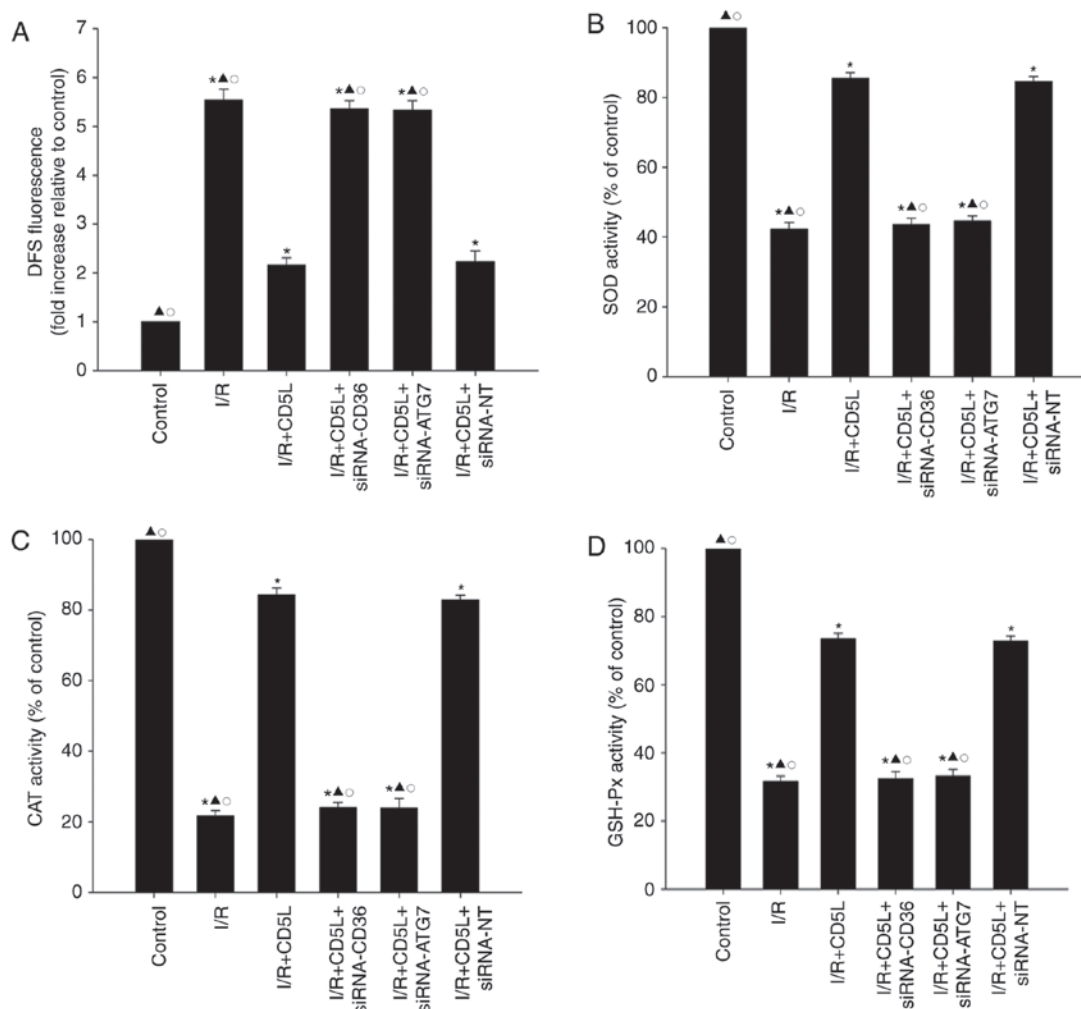 A
DFS fluorescence
(fold increase relative to control)
7
6
5
4
3
2
1
0
*▲○
*▲○
*▲○
*
*
▲○
Control
I/R
I/R+CD5L
I/R+CD5L+
siRNA-CD36
I/R+CD5L+
siRNA-ATG7
I/R+CD5L+
siRNA-NT
B
SOD activity (% of control)
100
80
60
40
20
0
▲○
*▲○
*
*▲○
*▲○
*
Control
I/R
I/R+CD5L
I/R+CD5L+
siRNA-CD36
I/R+CD5L+
siRNA-ATG7
I/R+CD5L+
siRNA-NT
C
CAT activity (% of control)
100
80
60
40
20
0
▲○
*▲○
*
*▲○
*▲○
*
Control
I/R
I/R+CD5L
I/R+CD5L+
siRNA-CD36
I/R+CD5L+
siRNA-ATG7
I/R+CD5L+
siRNA-NT
D
GSH-Px activity (% of control)
100
80
60
40
20
0
▲○
*▲○
*
*▲○
*▲○
*
Control
I/R
I/R+CD5L
I/R+CD5L+
siRNA-CD36
I/R+CD5L+
siRNA-ATG7
I/R+CD5L+
siRNA-NT